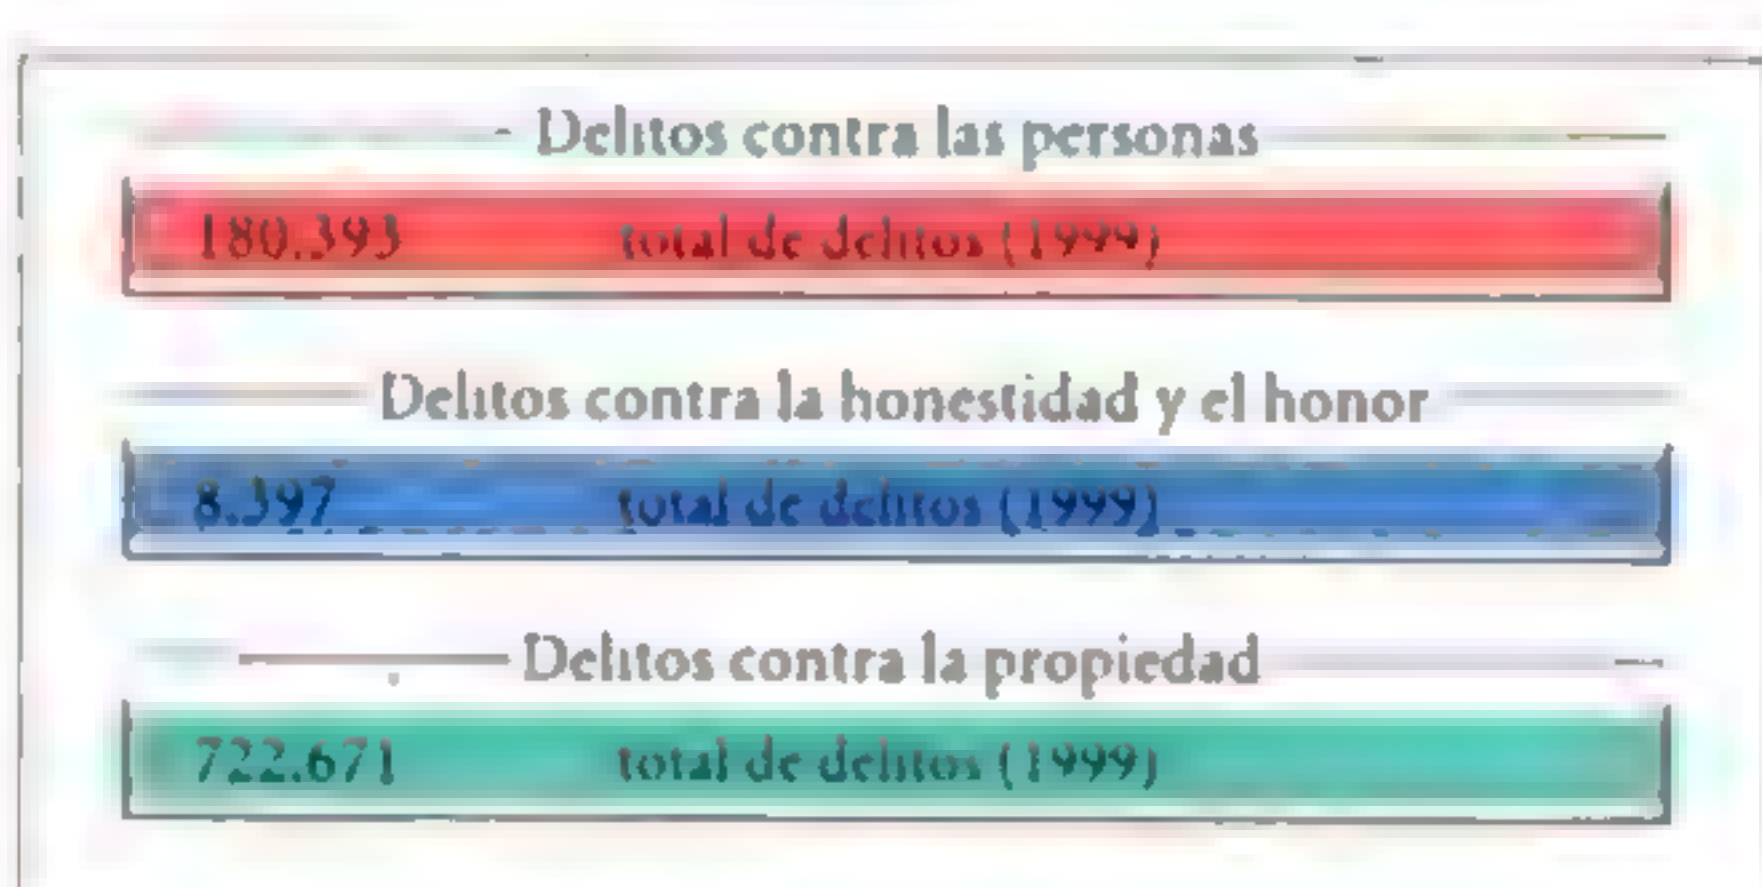 Delitos contra las personas
180.393 total de delitos (1999)
Delitos contra la honestidad y el honor
8.397 total de delitos (1999)
Delitos contra la propiedad
722.671 total de delitos (1999)